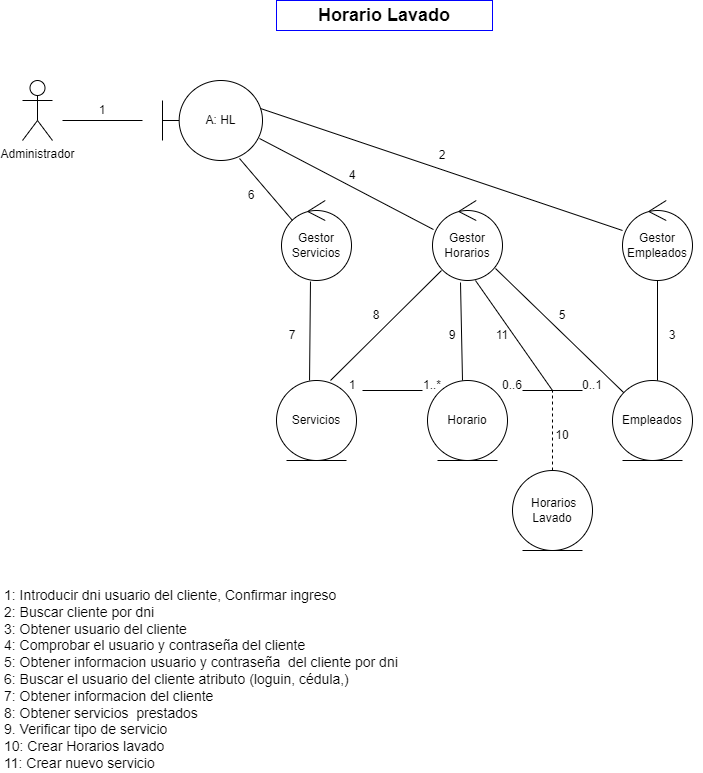 Horario Lavado
1
A: HL
Administrador
2
4
6
Gestor
Servicios
Gestor
Horarios
Gestor
Empleados
8
5
7
9
11
3
1
1..*
0..6
0..1
Servicios
Horario
Empleados
10
Horarios
Lavado
1: Introducir dni usuario del cliente, Confirmar ingreso
2: Buscar cliente por dni
3: Obtener usuario del cliente
4: Comprobar el usuario y contraseña del cliente
5: Obtener informacion usuario y contraseña del cliente por dni
6: Buscar el usuario del cliente atributo (loguin, cédula,)
7: Obtener informacion del cliente
8: Obtener servicios prestados
9. Verificar tipo de servicio
10: Crear Horarios lavado
11: Crear nuevo servicio